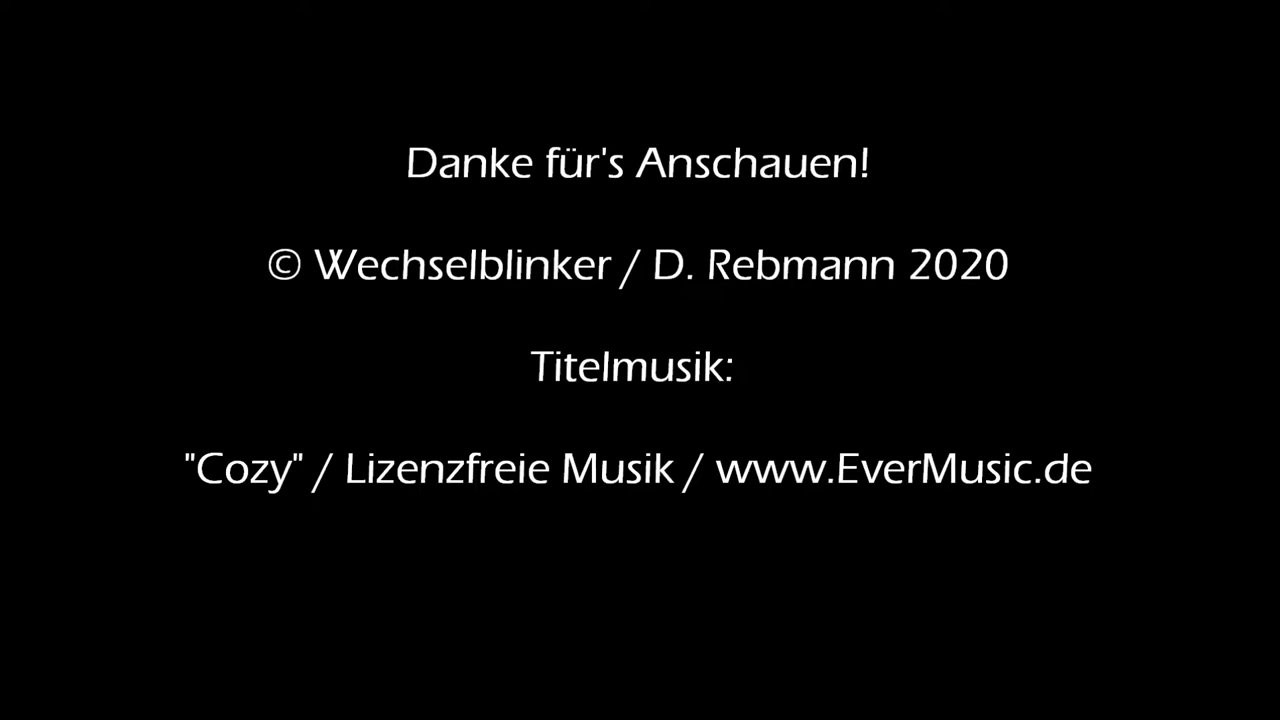 Danke für's Anschauen!
© Wechselblinker / D. Rebmann 2020
Titelmusik:
"Cozy" / Lizenzfreie Musik / www.EverMusic.de